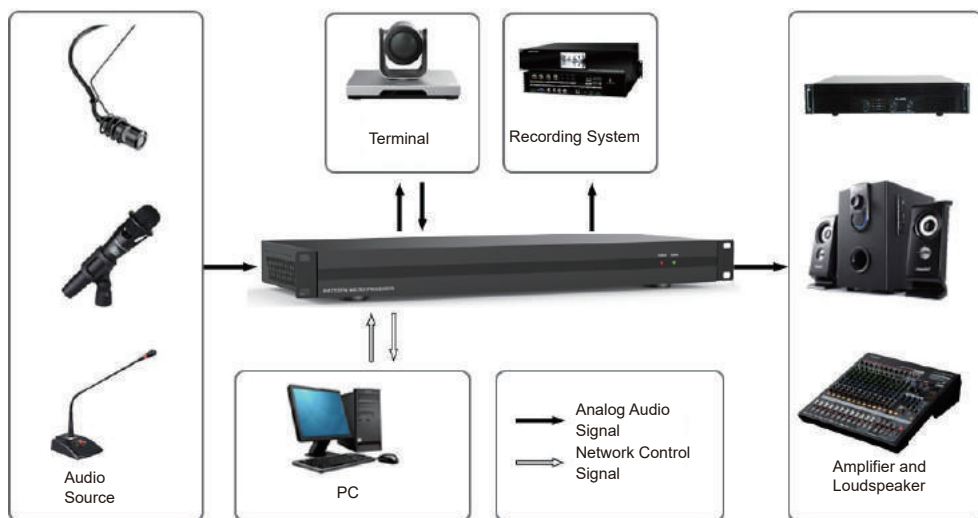 Terminal
Recording System
Audio
Source
PC
Analog Audio
Signal
Network Control
Signal
Amplifier and
Loudspeaker